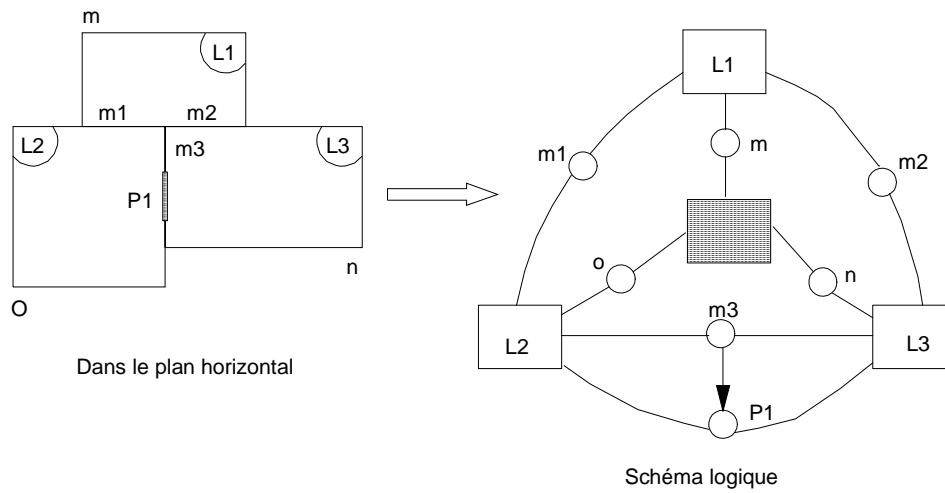 m
L1
m1 m2
L2
m3
L3
P1
n
O
Dans le plan horizontal
L1
m1
m
m2
o
n
m3
L2
L3
P1
Schéma logique